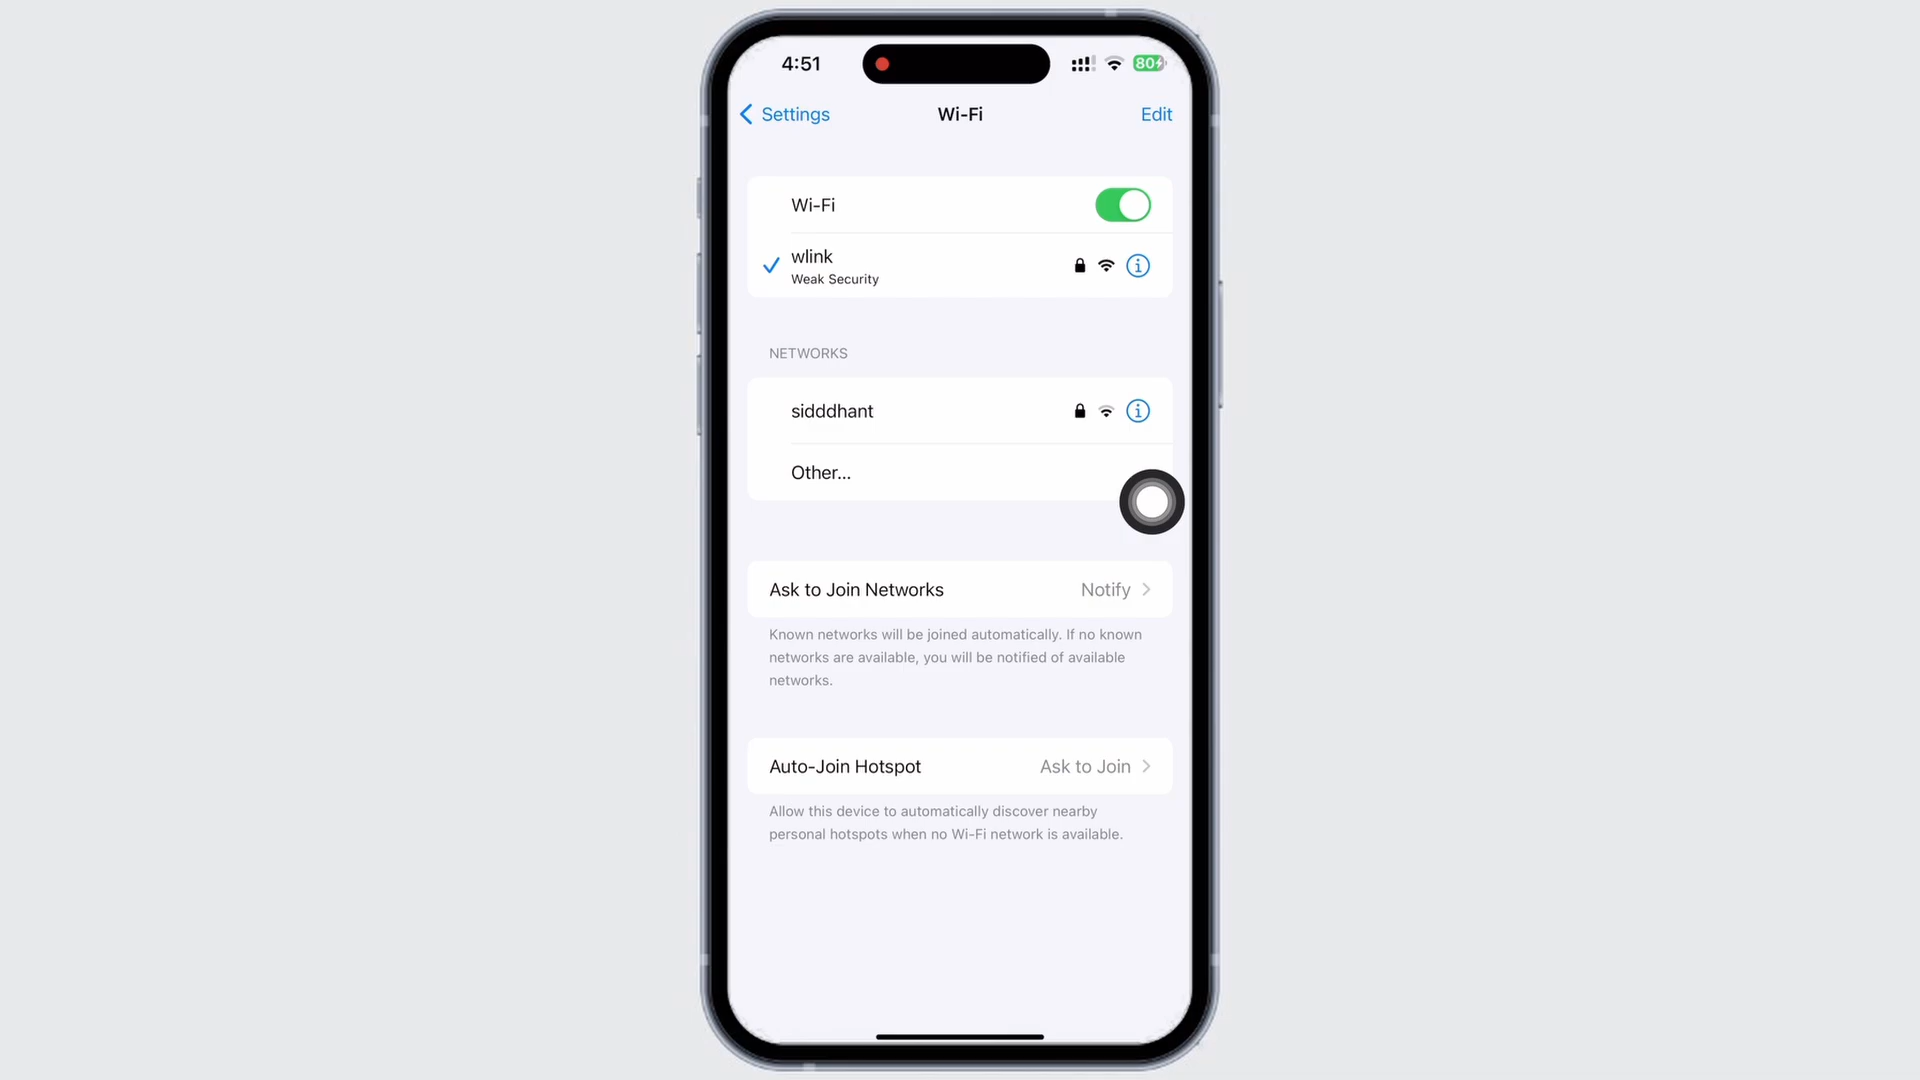 4:51
80
Settings
Wi-Fi
Edit
Wi-Fi
wlink
Weak Security
NETWORKS
sidddhant
Other...
Ask to Join Networks
Notify
Known networks will be joined automatically. If no known
networks are available, you will be notified of available
networks.
Auto-Join Hotspot
Ask to Join
Allow this device to automatically discover nearby
personal hotspots when no Wi-Fi network is available.